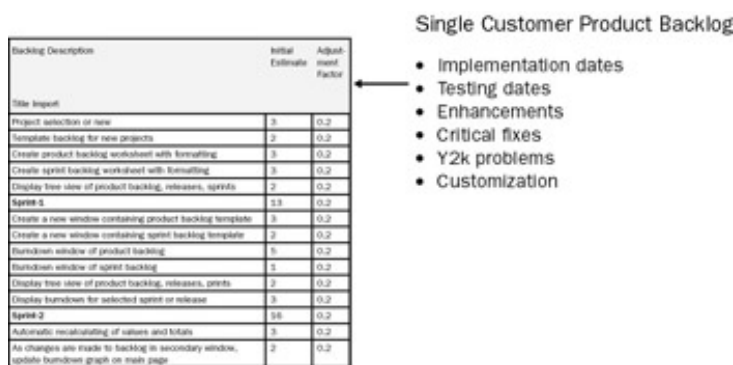 Single Customer Product Backlog
• Implementation dates
• Testing dates
• Enhancements
• Critical fixes
• Y2k problems
• Customization
Backlog Description Initial Estimate Adjust-ment Factor
Title Import
Project selection or new 3 0.2
Template backlog for new projects 2 0.2
Create product backlog worksheet with formatting 3 0.2
Create sprint backlog worksheet with formatting 3 0.2
Display tree view of product backlog, releases, sprints 2 0.2
Sprint-1 13 0.2
Create a new window containing product backlog template 3 0.2
Create a new window containing sprint backlog template 2 0.2
Burndown window of product backlog 5 0.2
Burndown window of sprint backlog 1 0.2
Display tree view of product backlog, releases, prints 2 0.2
Display burndown for selected sprint or release 3 0.2
Sprint-2 16 0.2
Automatic recalculating of values and totals 3 0.2
As changes are made to backlog in secondary window, 2 0.2
update burndown graph on main page